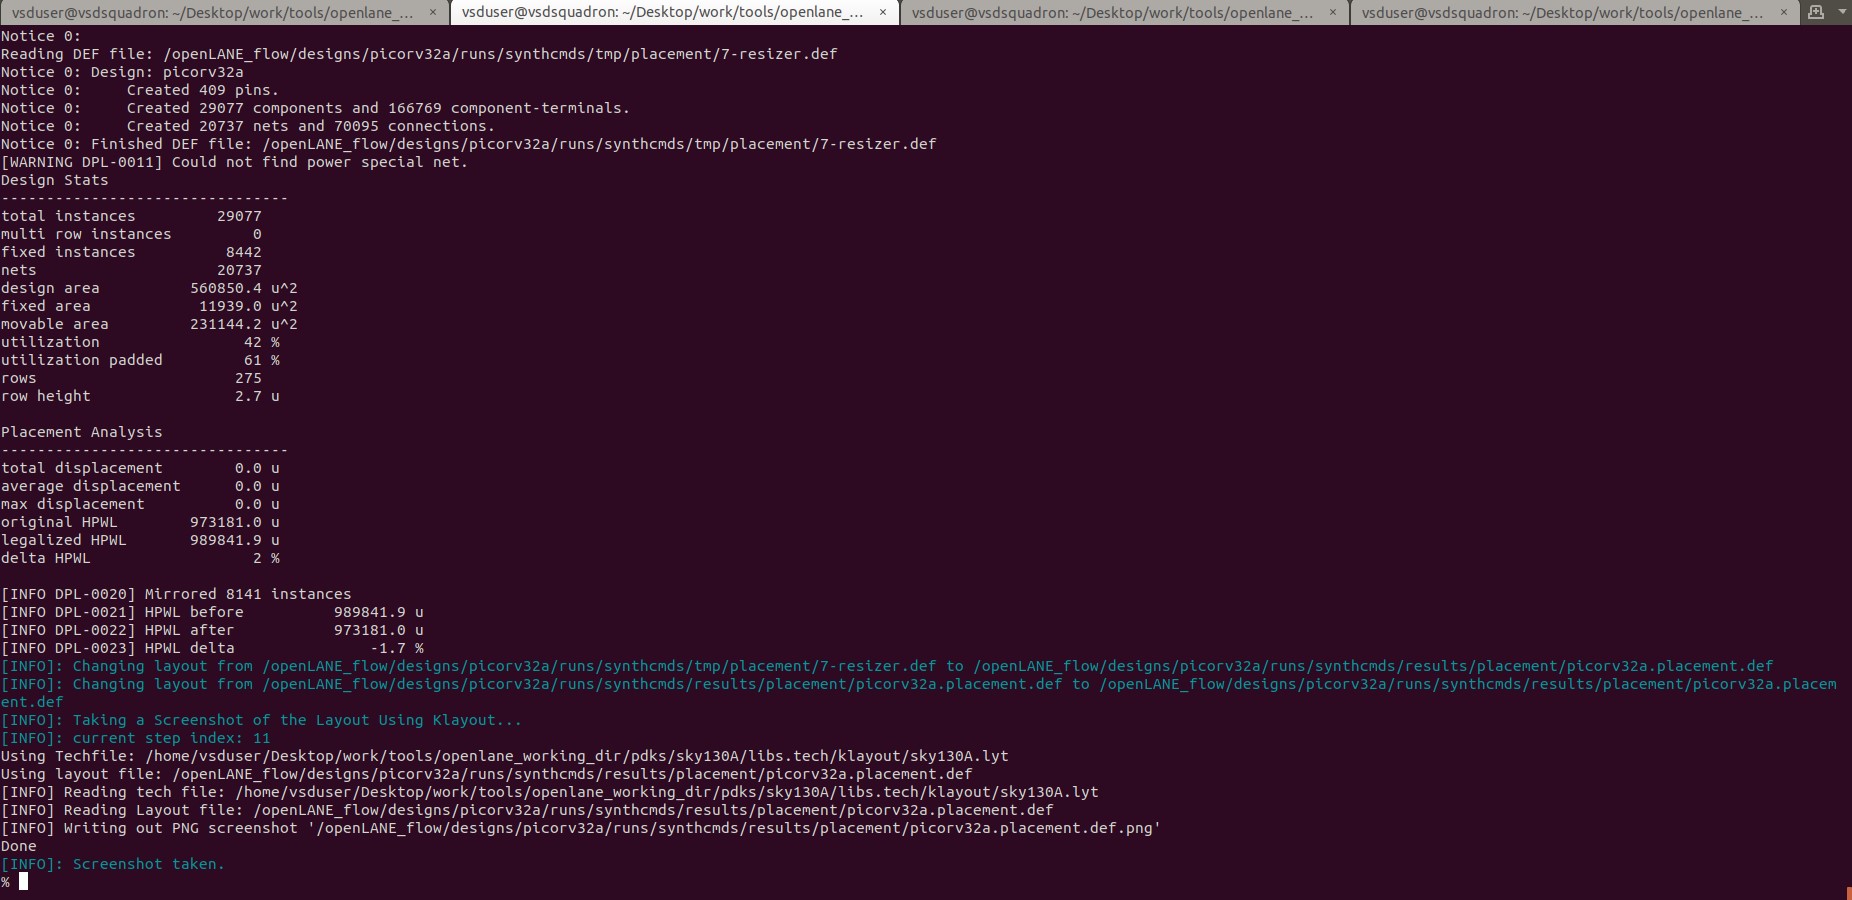 vsduser@vsdsquadron: ~/Desktop/work/tools/openlane_... × vsduser@vsdsquadron: ~/Desktop/work/tools/openlane_... × vsduser@vsdsquadron: ~/Desktop/work/tools/openlane_... × vsduser@vsdsquadron: ~/Desktop/work/tools/openlane_... ×
Notice 0:
Reading DEF file: /openLANE_flow/designs/picorv32a/runs/synthcmds/tmp/placement/7-resizer.def
Notice 0: Design: picorv32a
Notice 0:     Created 409 pins.
Notice 0:     Created 29077 components and 166769 component-terminals.
Notice 0:     Created 20737 nets and 70095 connections.
Notice 0: Finished DEF file: /openLANE_flow/designs/picorv32a/runs/synthcmds/tmp/placement/7-resizer.def
[WARNING DPL-0011] Could not find power special net.
Design Stats
--------------------------------
total instances         29077
multi row instances         0
fixed instances          8442
nets                    20737
design area          560850.4 u^2
fixed area            11939.0 u^2
movable area         231144.2 u^2
utilization                42 %
utilization padded         61 %
rows                      275
row height                2.7 u
Placement Analysis
--------------------------------
total displacement        0.0 u
average displacement      0.0 u
max displacement          0.0 u
original HPWL        973181.0 u
legalized HPWL       989841.9 u
delta HPWL                  2 %
[INFO DPL-0020] Mirrored 8141 instances
[INFO DPL-0021] HPWL before          989841.9 u
[INFO DPL-0022] HPWL after           973181.0 u
[INFO DPL-0023] HPWL delta               -1.7 %
[INFO]: Changing layout from /openLANE_flow/designs/picorv32a/runs/synthcmds/tmp/placement/7-resizer.def to /openLANE_flow/designs/picorv32a/runs/synthcmds/results/placement/picorv32a.placement.def
[INFO]: Changing layout from /openLANE_flow/designs/picorv32a/runs/synthcmds/results/placement/picorv32a.placement.def to /openLANE_flow/designs/picorv32a/runs/synthcmds/results/placement/picorv32a.placem
ent.def
[INFO]: Taking a Screenshot of the Layout Using Klayout...
[INFO]: current step index: 11
Using Techfile: /home/vsduser/Desktop/work/tools/openlane_working_dir/pdks/sky130A/libs.tech/klayout/sky130A.lyt
Using layout file: /openLANE_flow/designs/picorv32a/runs/synthcmds/results/placement/picorv32a.placement.def
[INFO] Reading tech file: /home/vsduser/Desktop/work/tools/openlane_working_dir/pdks/sky130A/libs.tech/klayout/sky130A.lyt
[INFO] Reading Layout file: /openLANE_flow/designs/picorv32a/runs/synthcmds/results/placement/picorv32a.placement.def
[INFO] Writing out PNG screenshot '/openLANE_flow/designs/picorv32a/runs/synthcmds/results/placement/picorv32a.placement.def.png'
Done
[INFO]: Screenshot taken.
%